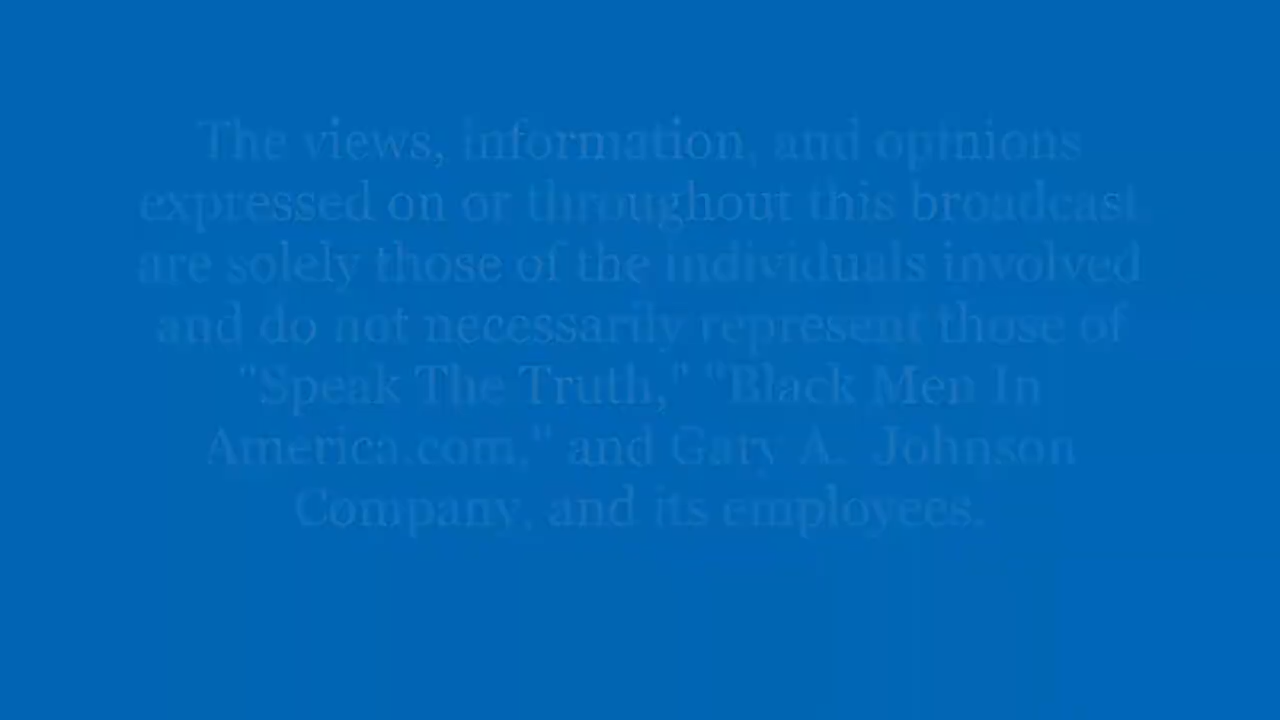 The views, information, and opinions
expressed on or throughout this broadcast
are solely those of the individuals involved
and do not necessarily represent those of
"Speak The Truth," "Black Men In
America.com," and Gary A. Johnson
Company, and its employees.